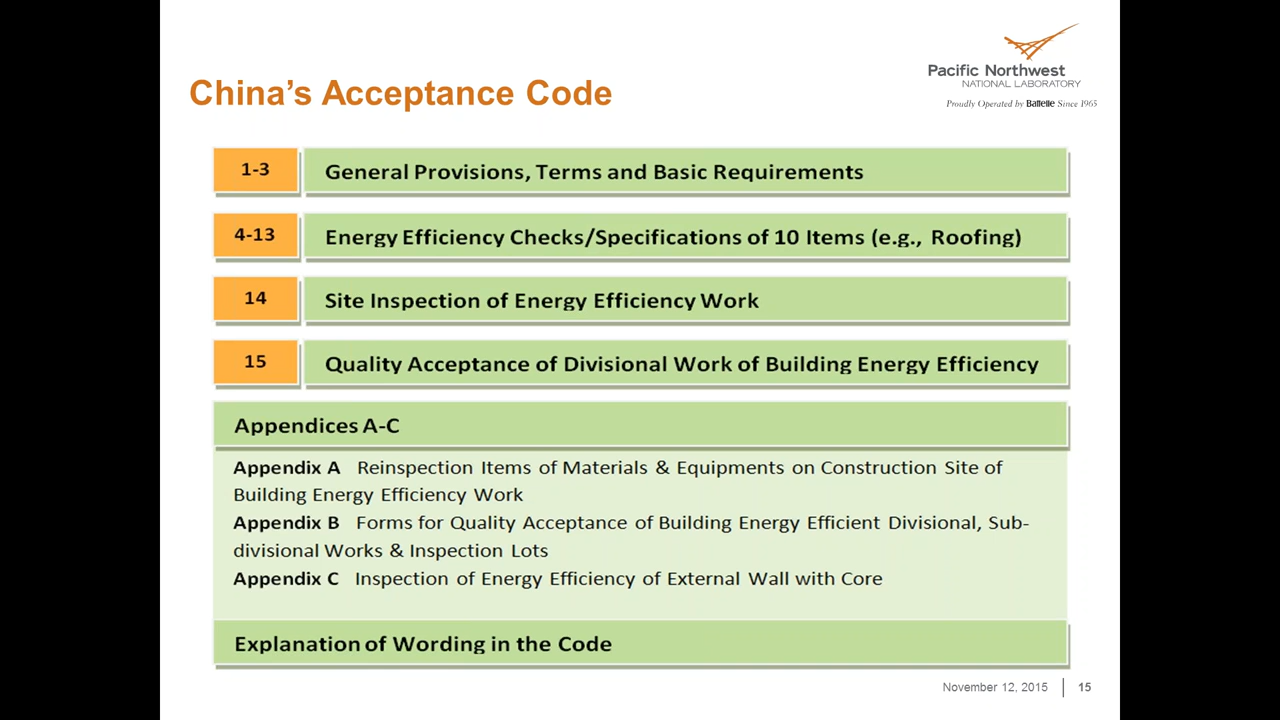 Pacific Northwest
NATIONAL LABORATORY
Proudly Operated by Battelle Since 1965
China's Acceptance Code
1-3 General Provisions, Terms and Basic Requirements
4-13 Energy Efficiency Checks/Specifications of 10 Items (e.g., Roofing)
14 Site Inspection of Energy Efficiency Work
15 Quality Acceptance of Divisional Work of Building Energy Efficiency
Appendices A-C
Appendix A Reinspection Items of Materials & Equipments on Construction Site of
Building Energy Efficiency Work
Appendix B Forms for Quality Acceptance of Building Energy Efficient Divisional, Sub-
divisional Works & Inspection Lots
Appendix C Inspection of Energy Efficiency of External Wall with Core
Explanation of Wording in the Code
November 12, 2015 15